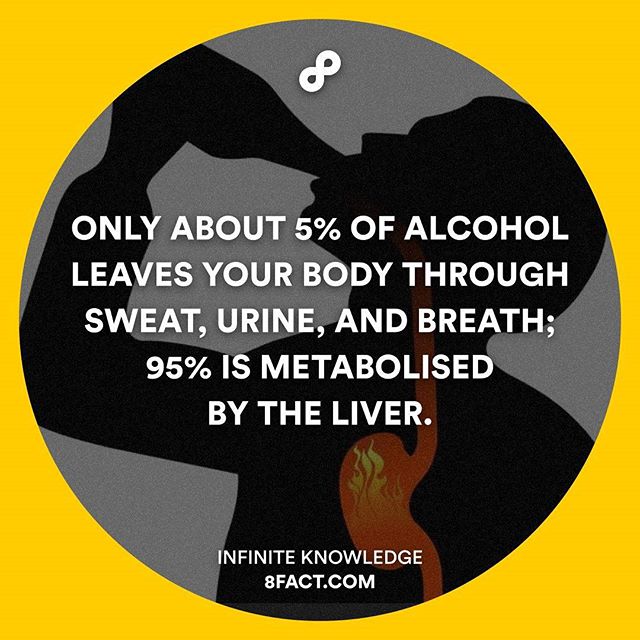 ONLY ABOUT 5% OF ALCOHOL
LEAVES YOUR BODY THROUGH
SWEAT, URINE, AND BREATH;
95% IS METABOLISED
BY THE LIVER.
INFINITE KNOWLEDGE
8FACT.COM